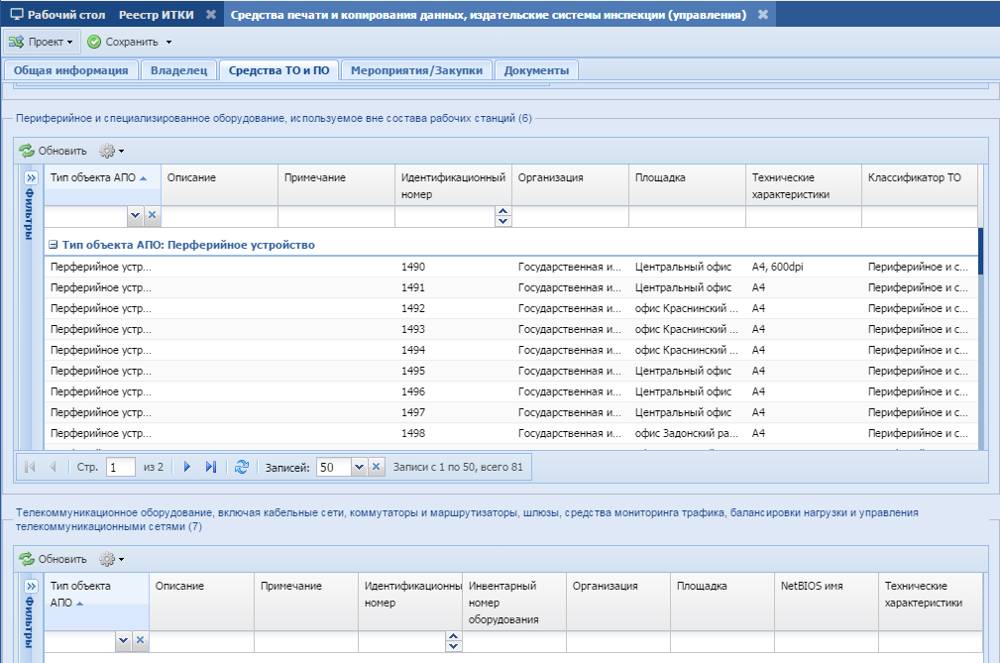 Рабочий стол Реестр ИТКИ Средства печати и копирования данных, издательские системы инспекции (управления)
Проект Сохранить
Общая информация Владелец Средства ТО и ПО Мероприятия/Закупки Документы
Периферийное и специализированное оборудование, используемое вне состава рабочих станций (6)
Обновить
Фильтры
Тип объекта АПО Описание Примечание Идентификационный номер Организация Площадка Технические характеристики Классификатор ТО
Тип объекта АПО: Перферийное устройство
Перферийное устр... 1490 Государственная и... Центральный офис A4, 600dpi Периферийное и с...
Перферийное устр... 1491 Государственная и... Центральный офис A4 Периферийное и с...
Перферийное устр... 1492 Государственная и... офис Краснинский ... A4 Периферийное и с...
Перферийное устр... 1493 Государственная и... офис Краснинский ... A4 Периферийное и с...
Перферийное устр... 1494 Государственная и... офис Краснинский ... A4 Периферийное и с...
Перферийное устр... 1495 Государственная и... Центральный офис A4 Периферийное и с...
Перферийное устр... 1496 Государственная и... Центральный офис A4 Периферийное и с...
Перферийное устр... 1497 Государственная и... Центральный офис A4 Периферийное и с...
Перферийное устр... 1498 Государственная и... офис Задонский ра... A4 Периферийное и с...
Стр. 1 из 2 Записей: 50 Записи с 1 по 50, всего 81
Телекоммуникационное оборудование, включая кабельные сети, коммутаторы и маршрутизаторы, шлюзы, средства мониторинга трафика, балансировки нагрузки и управления
телекоммуникационными сетями (7)
Обновить
Фильтры
Тип объекта АПО Описание Примечание Идентификационны номер Инвентарный номер оборудования Организация Площадка NetBIOS имя Технические характеристики